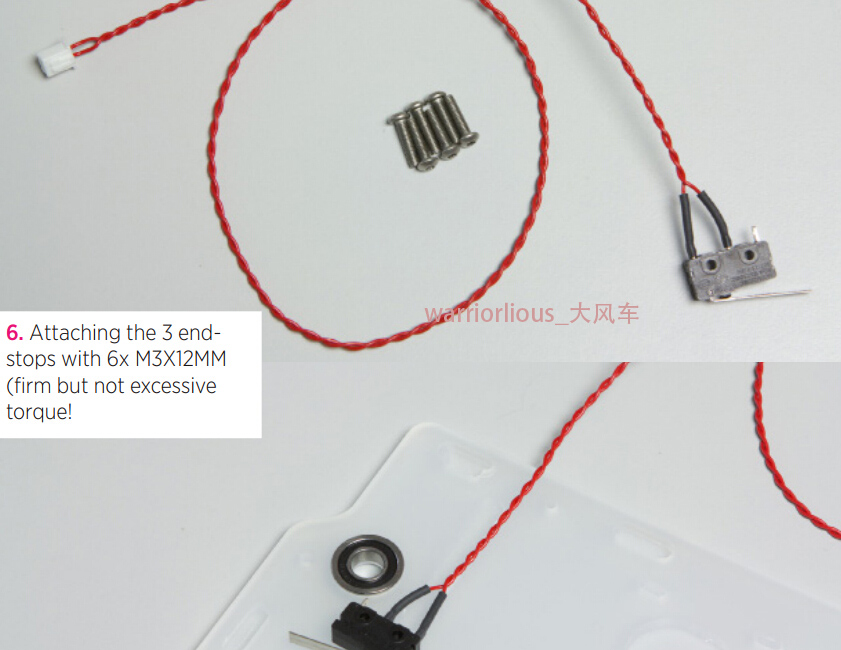 warriorlious_大风车
6. Attaching the 3 end-
stops with 6x M3X12MM
(firm but not excessive
torque!